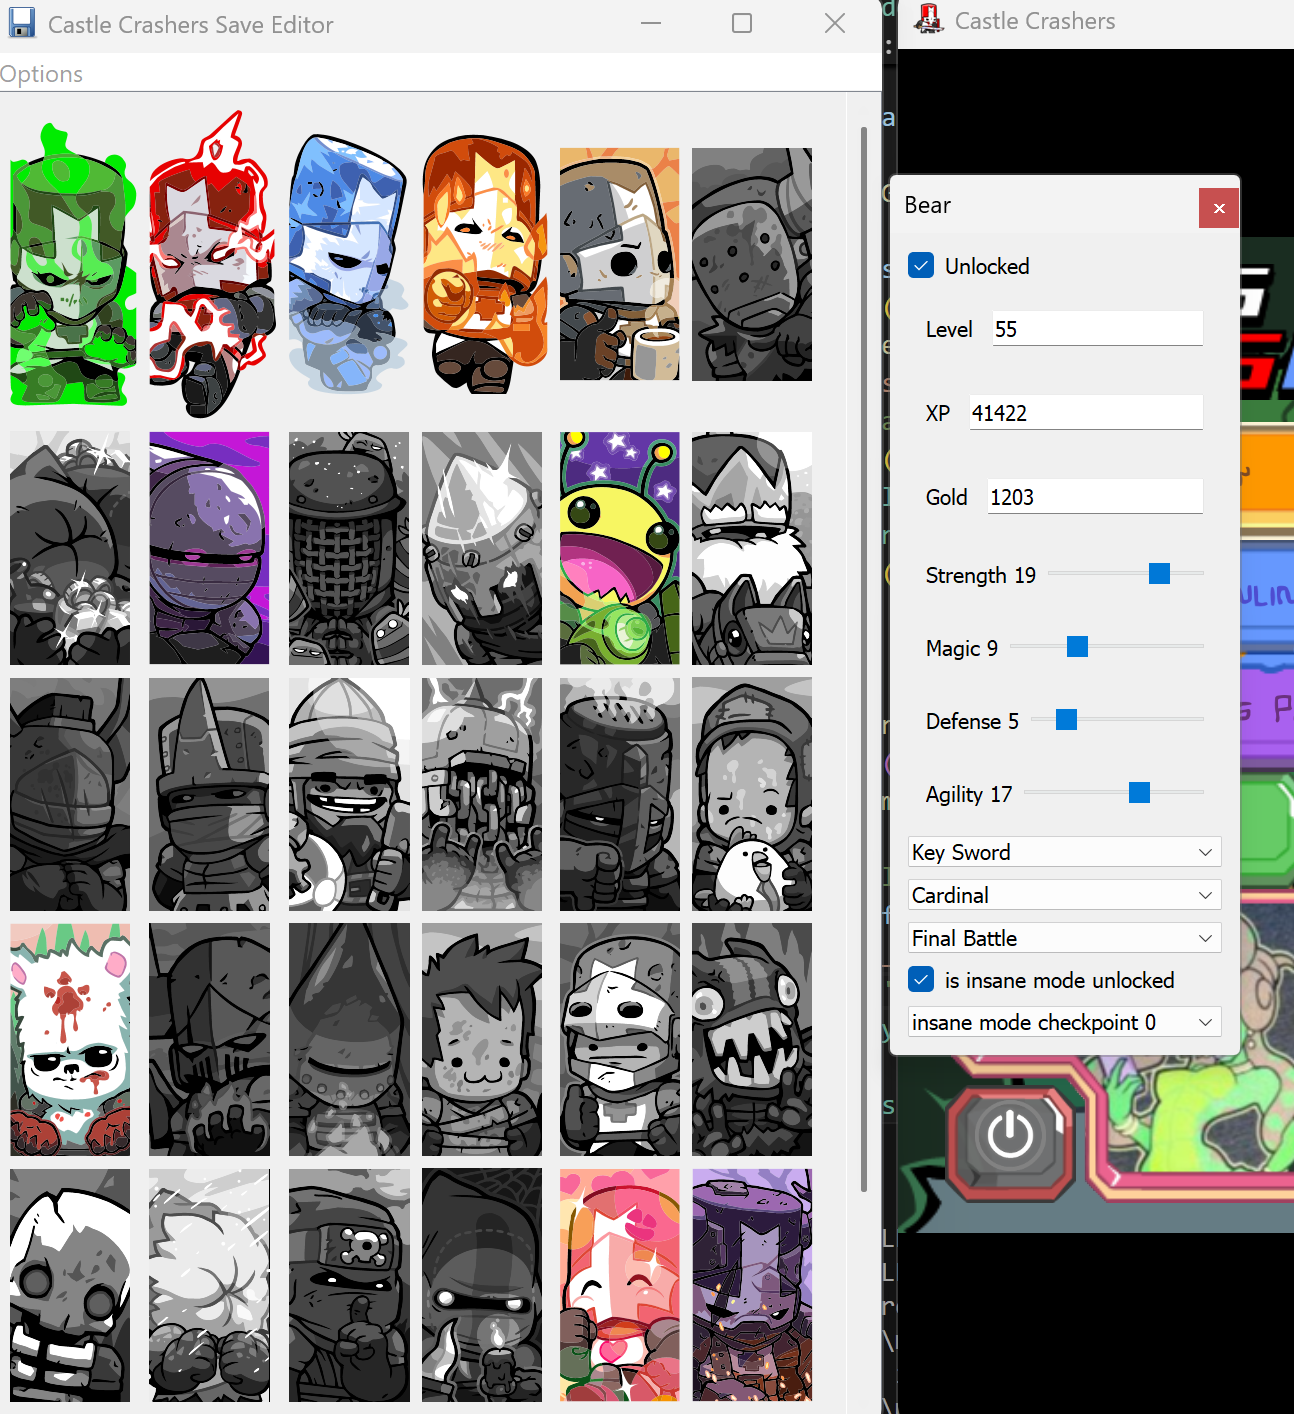 Castle Crashers Save Editor
Options
Castle Crashers
Bear
Unlocked
Level 55
XP 41422
Gold 1203
Strength 19
Magic 9
Defense 5
Agility 17
Key Sword
Cardinal
Final Battle
is insane mode unlocked
insane mode checkpoint 0